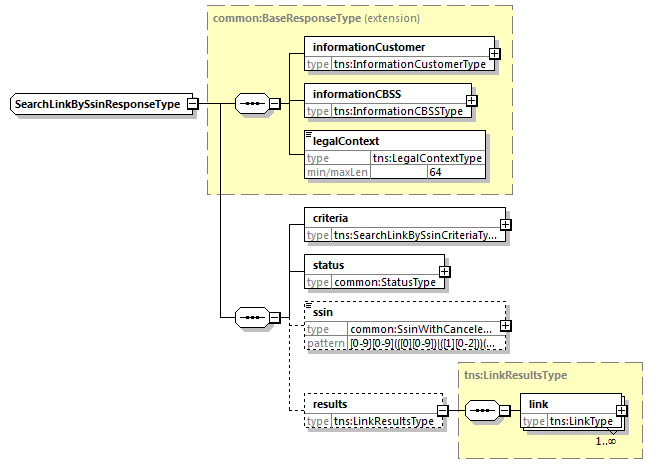 common:BaseResponseType (extension)
informationCustomer
type tns:InformationCustomerType
SearchLinkBySsinResponseType
informationCBSS
type tns:InformationCBSSType
legalContext
type tns:LegalContextType
min/maxLen 64
criteria
type tns:SearchLinkBySsinCriteriaTy...
status
type common:StatusType
ssin
type common:SsinWithCancele...
pattern [0-9][0-9](([0][0-9])|([1][0-2]))(...
tns:LinkResultsType
results
type tns:LinkResultsType
link
type tns:LinkType
1..∞